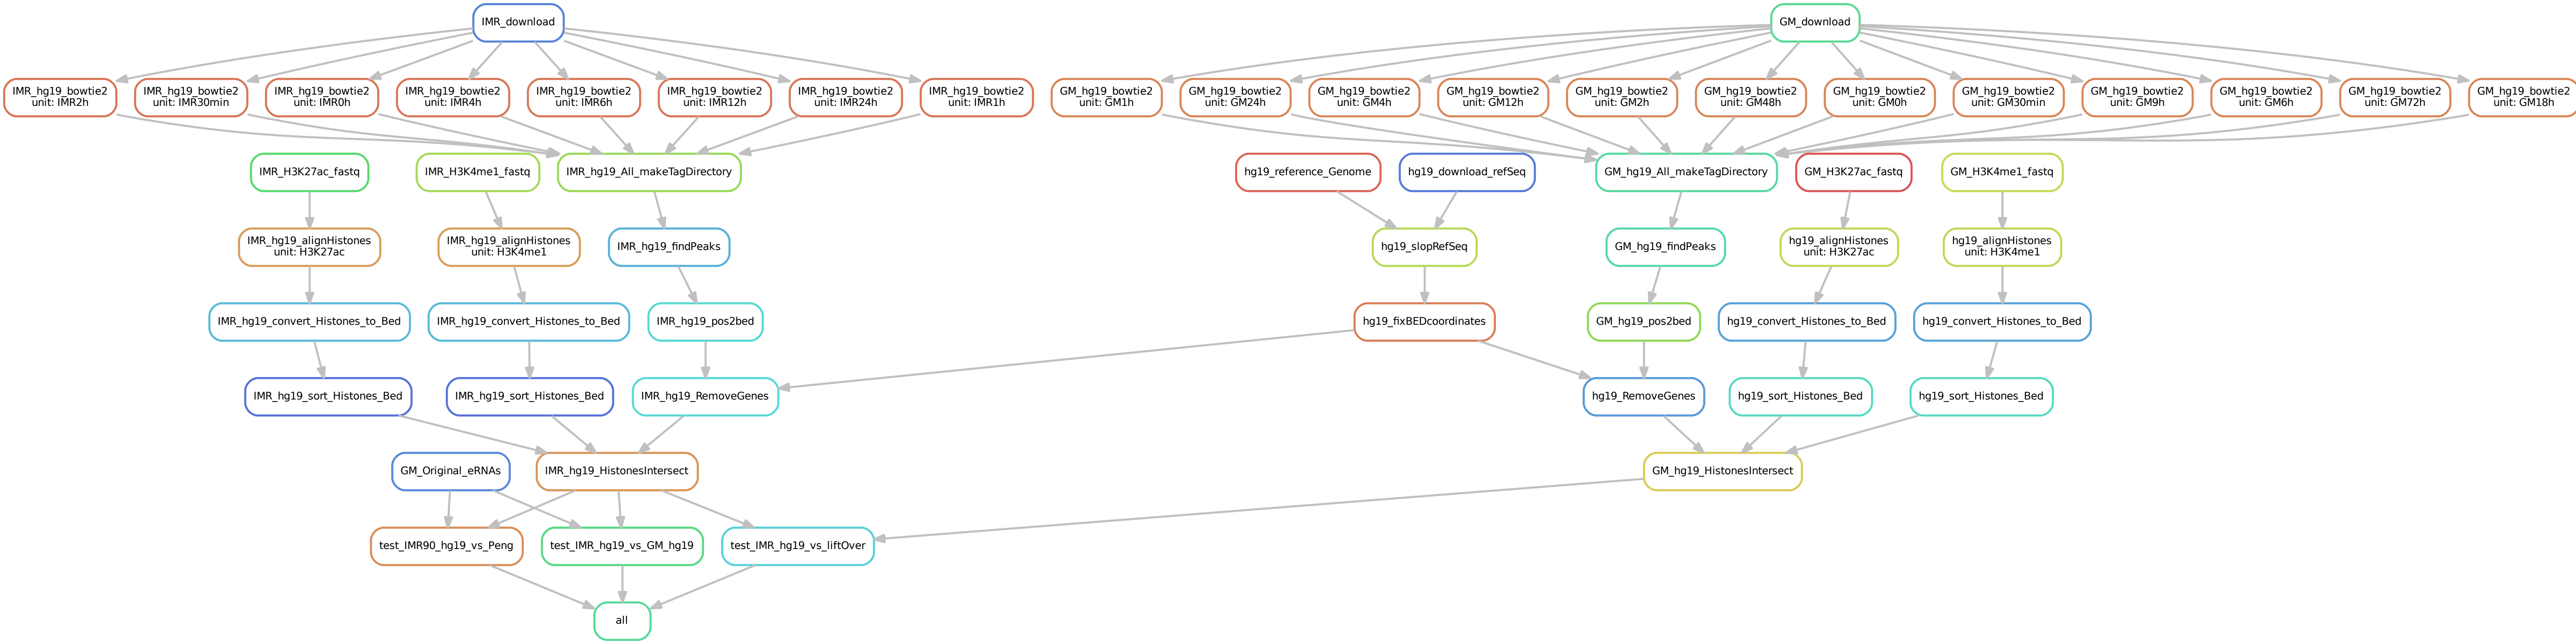 IMR_download
GM_download
IMR_hg19_bowtie2
unit: IMR2h
IMR_hg19_bowtie2
unit: IMR30min
IMR_hg19_bowtie2
unit: IMR0h
IMR_hg19_bowtie2
unit: IMR4h
IMR_hg19_bowtie2
unit: IMR6h
IMR_hg19_bowtie2
unit: IMR12h
IMR_hg19_bowtie2
unit: IMR24h
IMR_hg19_bowtie2
unit: IMR1h
GM_hg19_bowtie2
unit: GM1h
GM_hg19_bowtie2
unit: GM24h
GM_hg19_bowtie2
unit: GM4h
GM_hg19_bowtie2
unit: GM12h
GM_hg19_bowtie2
unit: GM2h
GM_hg19_bowtie2
unit: GM48h
GM_hg19_bowtie2
unit: GM0h
GM_hg19_bowtie2
unit: GM30min
GM_hg19_bowtie2
unit: GM9h
GM_hg19_bowtie2
unit: GM6h
GM_hg19_bowtie2
unit: GM72h
GM_hg19_bowtie2
unit: GM18h
IMR_H3K27ac_fastq
IMR_H3K4me1_fastq
IMR_hg19_All_makeTagDirectory
hg19_reference_Genome
hg19_download_refSeq
GM_hg19_All_makeTagDirectory
GM_H3K27ac_fastq
GM_H3K4me1_fastq
IMR_hg19_alignHistones
unit: H3K27ac
IMR_hg19_alignHistones
unit: H3K4me1
IMR_hg19_findPeaks
hg19_slopRefSeq
GM_hg19_findPeaks
hg19_alignHistones
unit: H3K27ac
hg19_alignHistones
unit: H3K4me1
IMR_hg19_convert_Histones_to_Bed
IMR_hg19_convert_Histones_to_Bed
IMR_hg19_pos2bed
hg19_fixBEDcoordinates
GM_hg19_pos2bed
hg19_convert_Histones_to_Bed
hg19_convert_Histones_to_Bed
IMR_hg19_sort_Histones_Bed
IMR_hg19_sort_Histones_Bed
IMR_hg19_RemoveGenes
hg19_RemoveGenes
hg19_sort_Histones_Bed
hg19_sort_Histones_Bed
GM_Original_eRNAs
IMR_hg19_HistonesIntersect
GM_hg19_HistonesIntersect
test_IMR90_hg19_vs_Peng
test_IMR_hg19_vs_GM_hg19
test_IMR_hg19_vs_liftOver
all